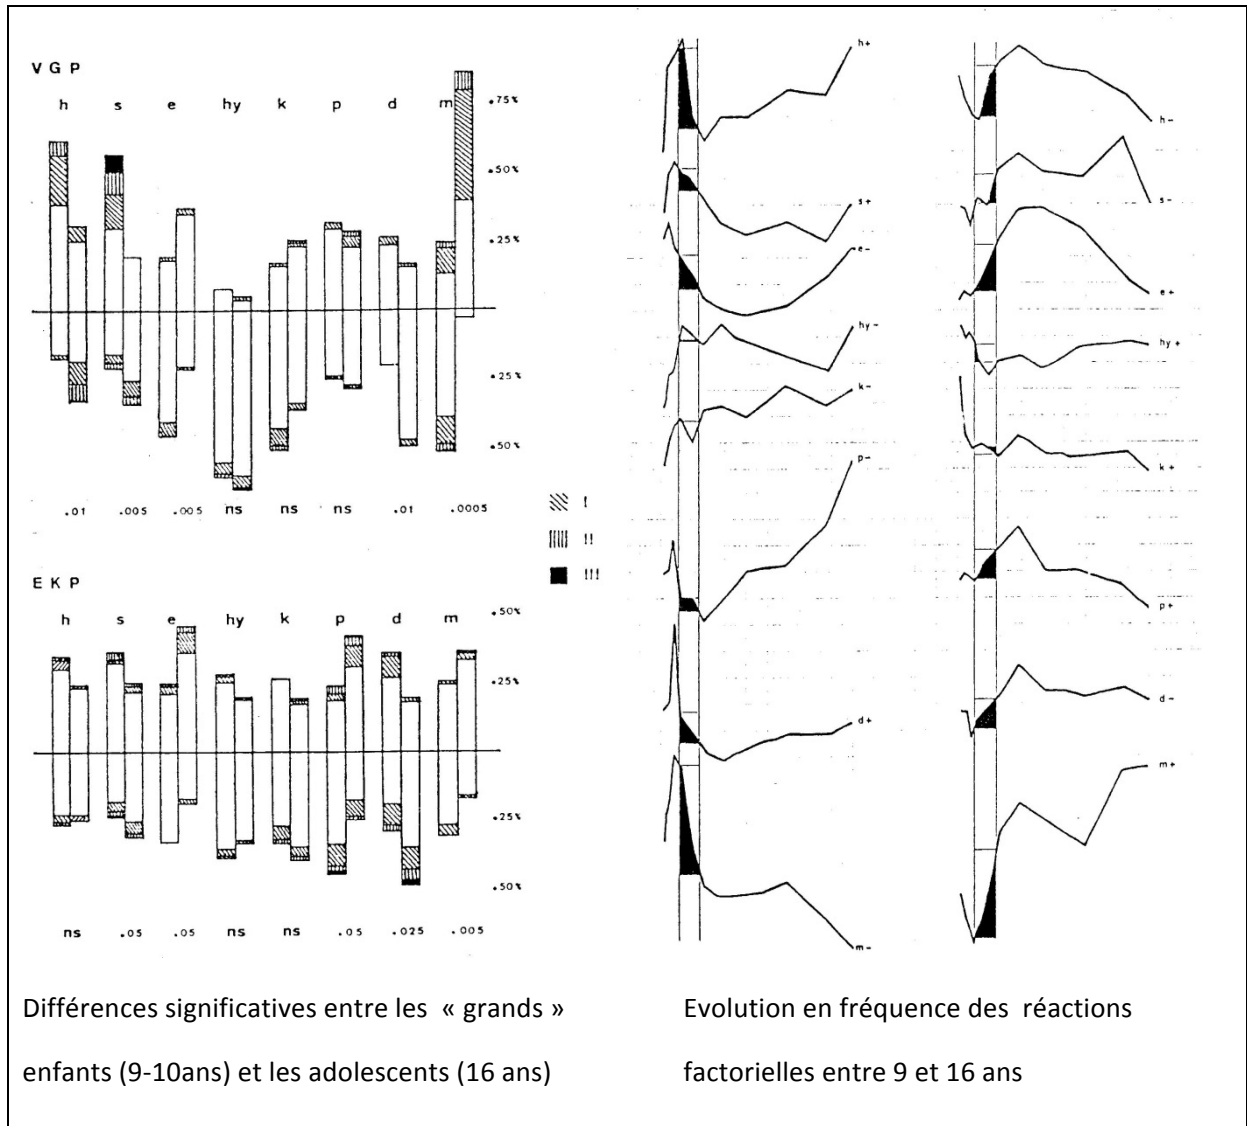 V G P
h s e hy k p d m
.75%
.50%
.25%
.25%
.50%
.01 .005 .005 ns ns ns .01 .0005
!
!!
!!!
E K P
h s e hy k p d m
.50%
.25%
.25%
.50%
ns .05 .05 ns ns .05 .025 .005
h+
s+
e-
hy-
k-
p-
d+
m-
h-
s-
e+
hy+
k+
p+
d-
m+
Différences significatives entre les « grands »
enfants (9-10ans) et les adolescents (16 ans)
Evolution en fréquence des réactions
factorielles entre 9 et 16 ans